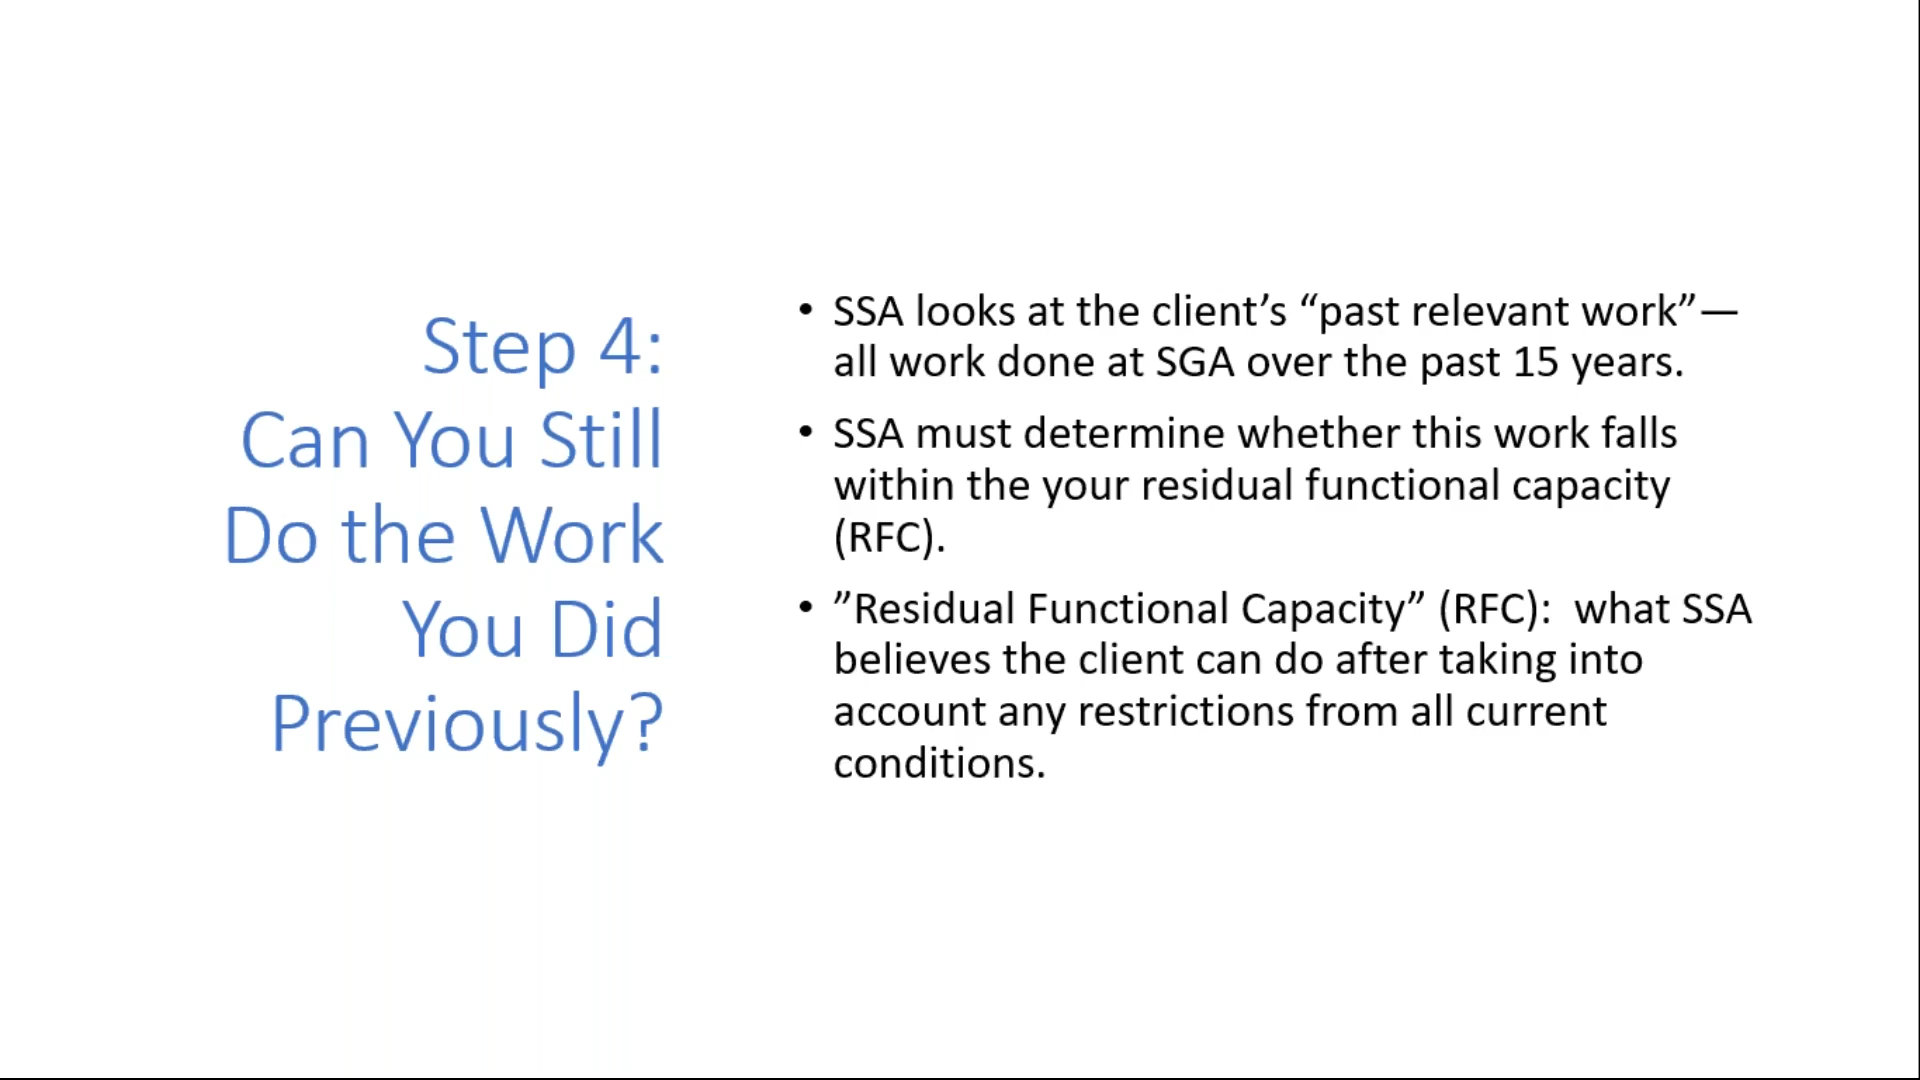 Step 4:
Can You Still
Do the Work
You Did
Previously?
• SSA looks at the client’s “past relevant work”—
all work done at SGA over the past 15 years.
• SSA must determine whether this work falls
within the your residual functional capacity
(RFC).
• ”Residual Functional Capacity” (RFC):  what SSA
believes the client can do after taking into
account any restrictions from all current
conditions.